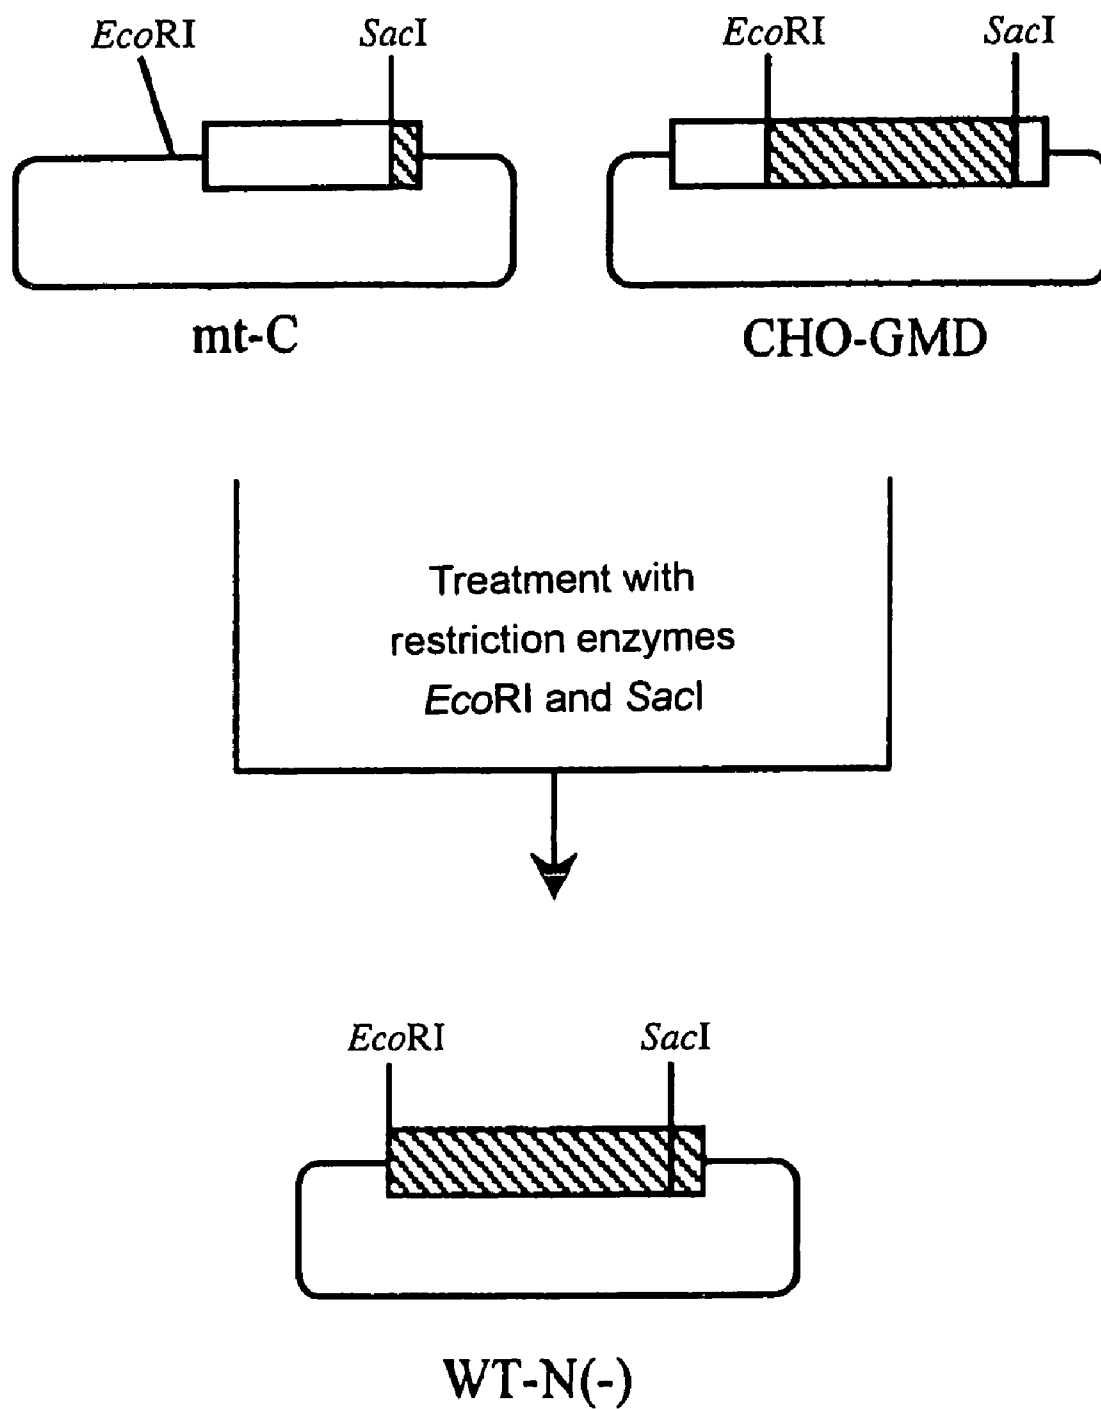 EcoRI SacI EcoRI SacI
mt-C CHO-GMD
Treatment with
restriction enzymes
EcoRI and SacI
EcoRI SacI
WT-N(-)